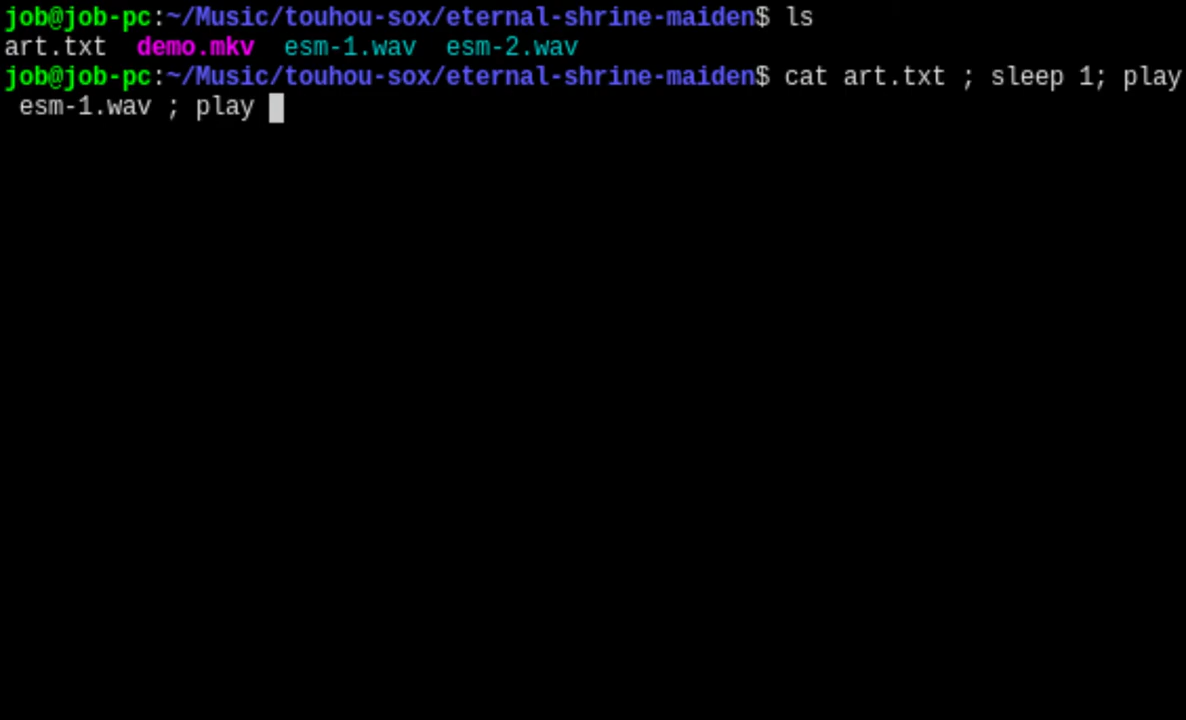 job@job-pc:~/Music/touhou-sox/eternal-shrine-maiden$ ls
art.txt  demo.mkv  esm-1.wav  esm-2.wav
job@job-pc:~/Music/touhou-sox/eternal-shrine-maiden$ cat art.txt ; sleep 1; play
 esm-1.wav ; play